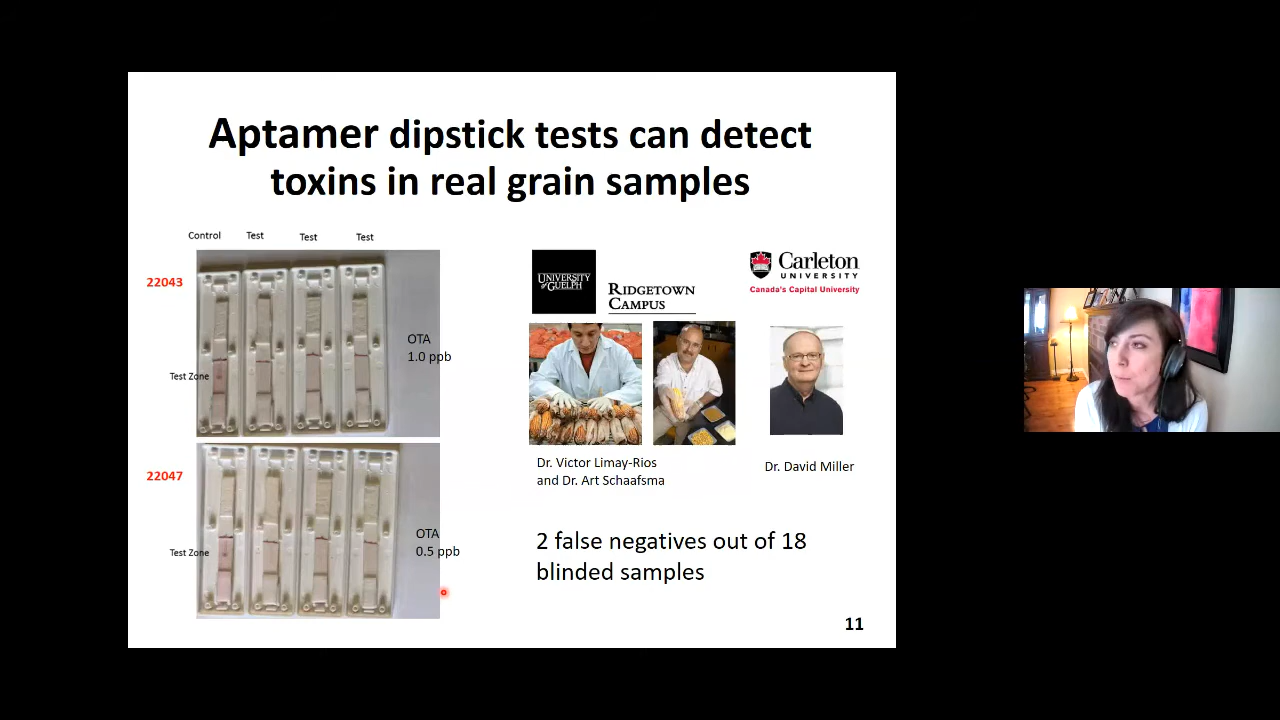 Aptamer dipstick tests can detect
toxins in real grain samples
Control Test Test Test
22043
OTA
1.0 ppb
Test Zone
22047
OTA
0.5 ppb
Test Zone
UNIVERSITY
OF GUELPH
RIDGETOWN
CAMPUS
Carleton
UNIVERSITY
Canada's Capital University
Dr. Victor Limay-Rios
and Dr. Art Schaafsma
Dr. David Miller
2 false negatives out of 18
blinded samples
11